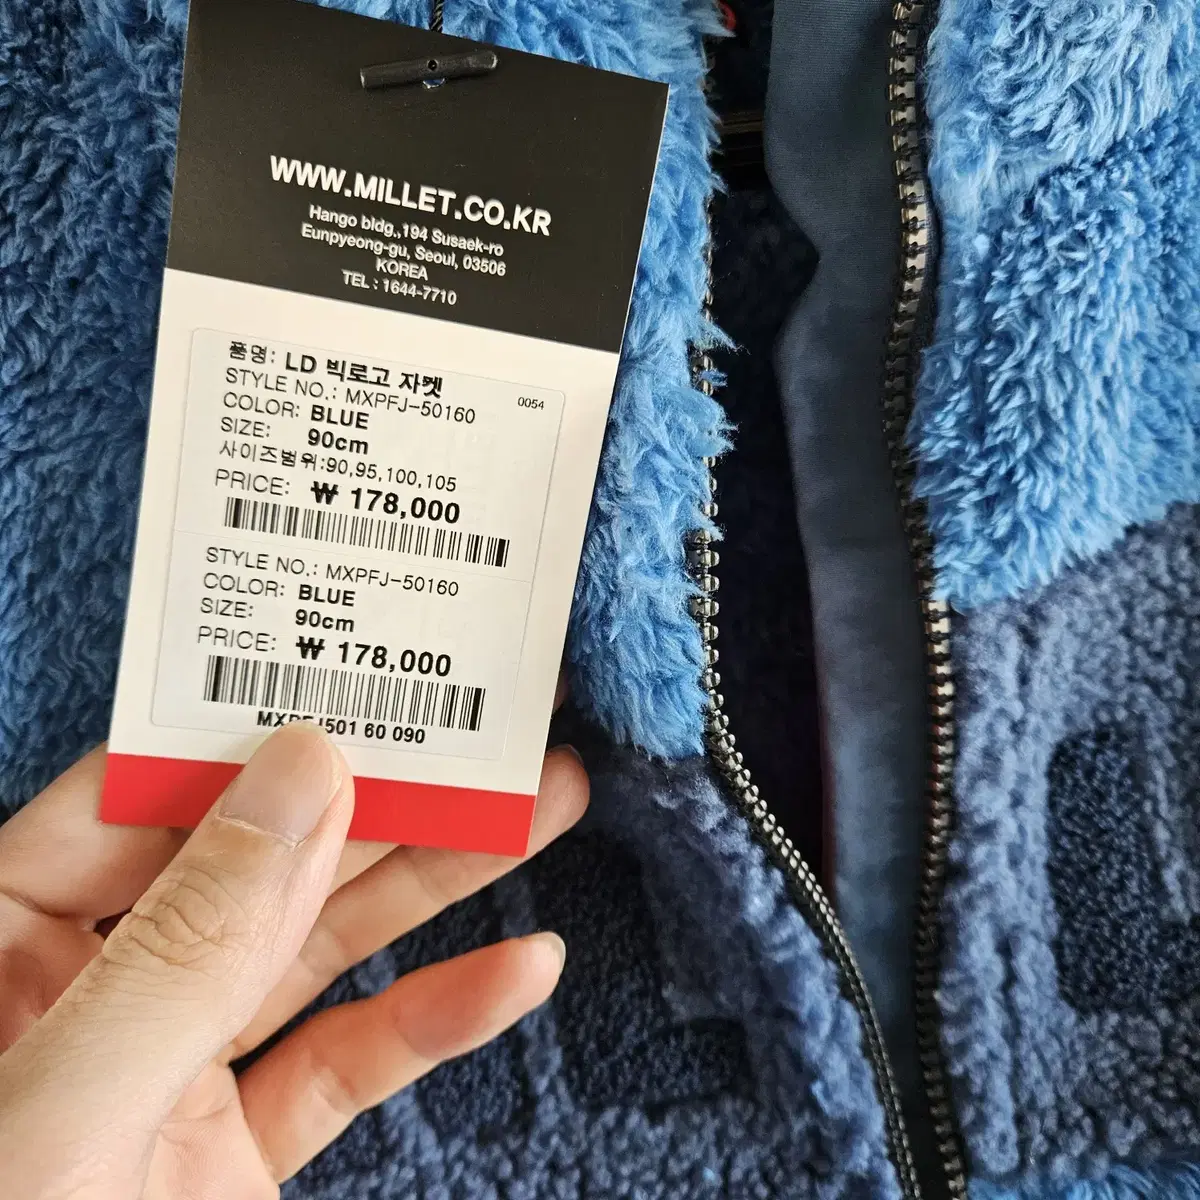 WWW.MILLET.CO.KR
Hango bldg.,194 Susaek-ro
Eunpyeong-gu, Seoul, 03506
KOREA
TEL : 1644-7710
품명: LD 빅로고 자켓
STYLE NO.: MXPFJ-50160 0054
COLOR: BLUE
SIZE: 90cm
사이즈범위:90,95,100,105
PRICE: ₩ 178,000
STYLE NO.: MXPFJ-50160
COLOR: BLUE
SIZE: 90cm
PRICE: ₩ 178,000
60 090